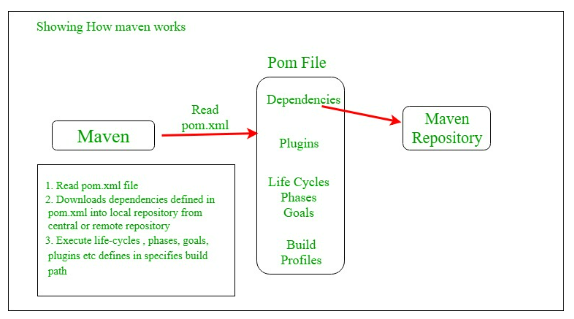 Showing How maven works
Pom File
Dependencies
Plugins
Life Cycles
Phases
Goals
Build
Profiles
Read
pom.xml
Maven
Maven
Repository
1. Read pom.xml file
2. Downloads dependencies defined in
pom.xml into local repository from
central or remote repository
3. Execute life-cycles , phases, goals,
plugins etc defines in specifies build
path